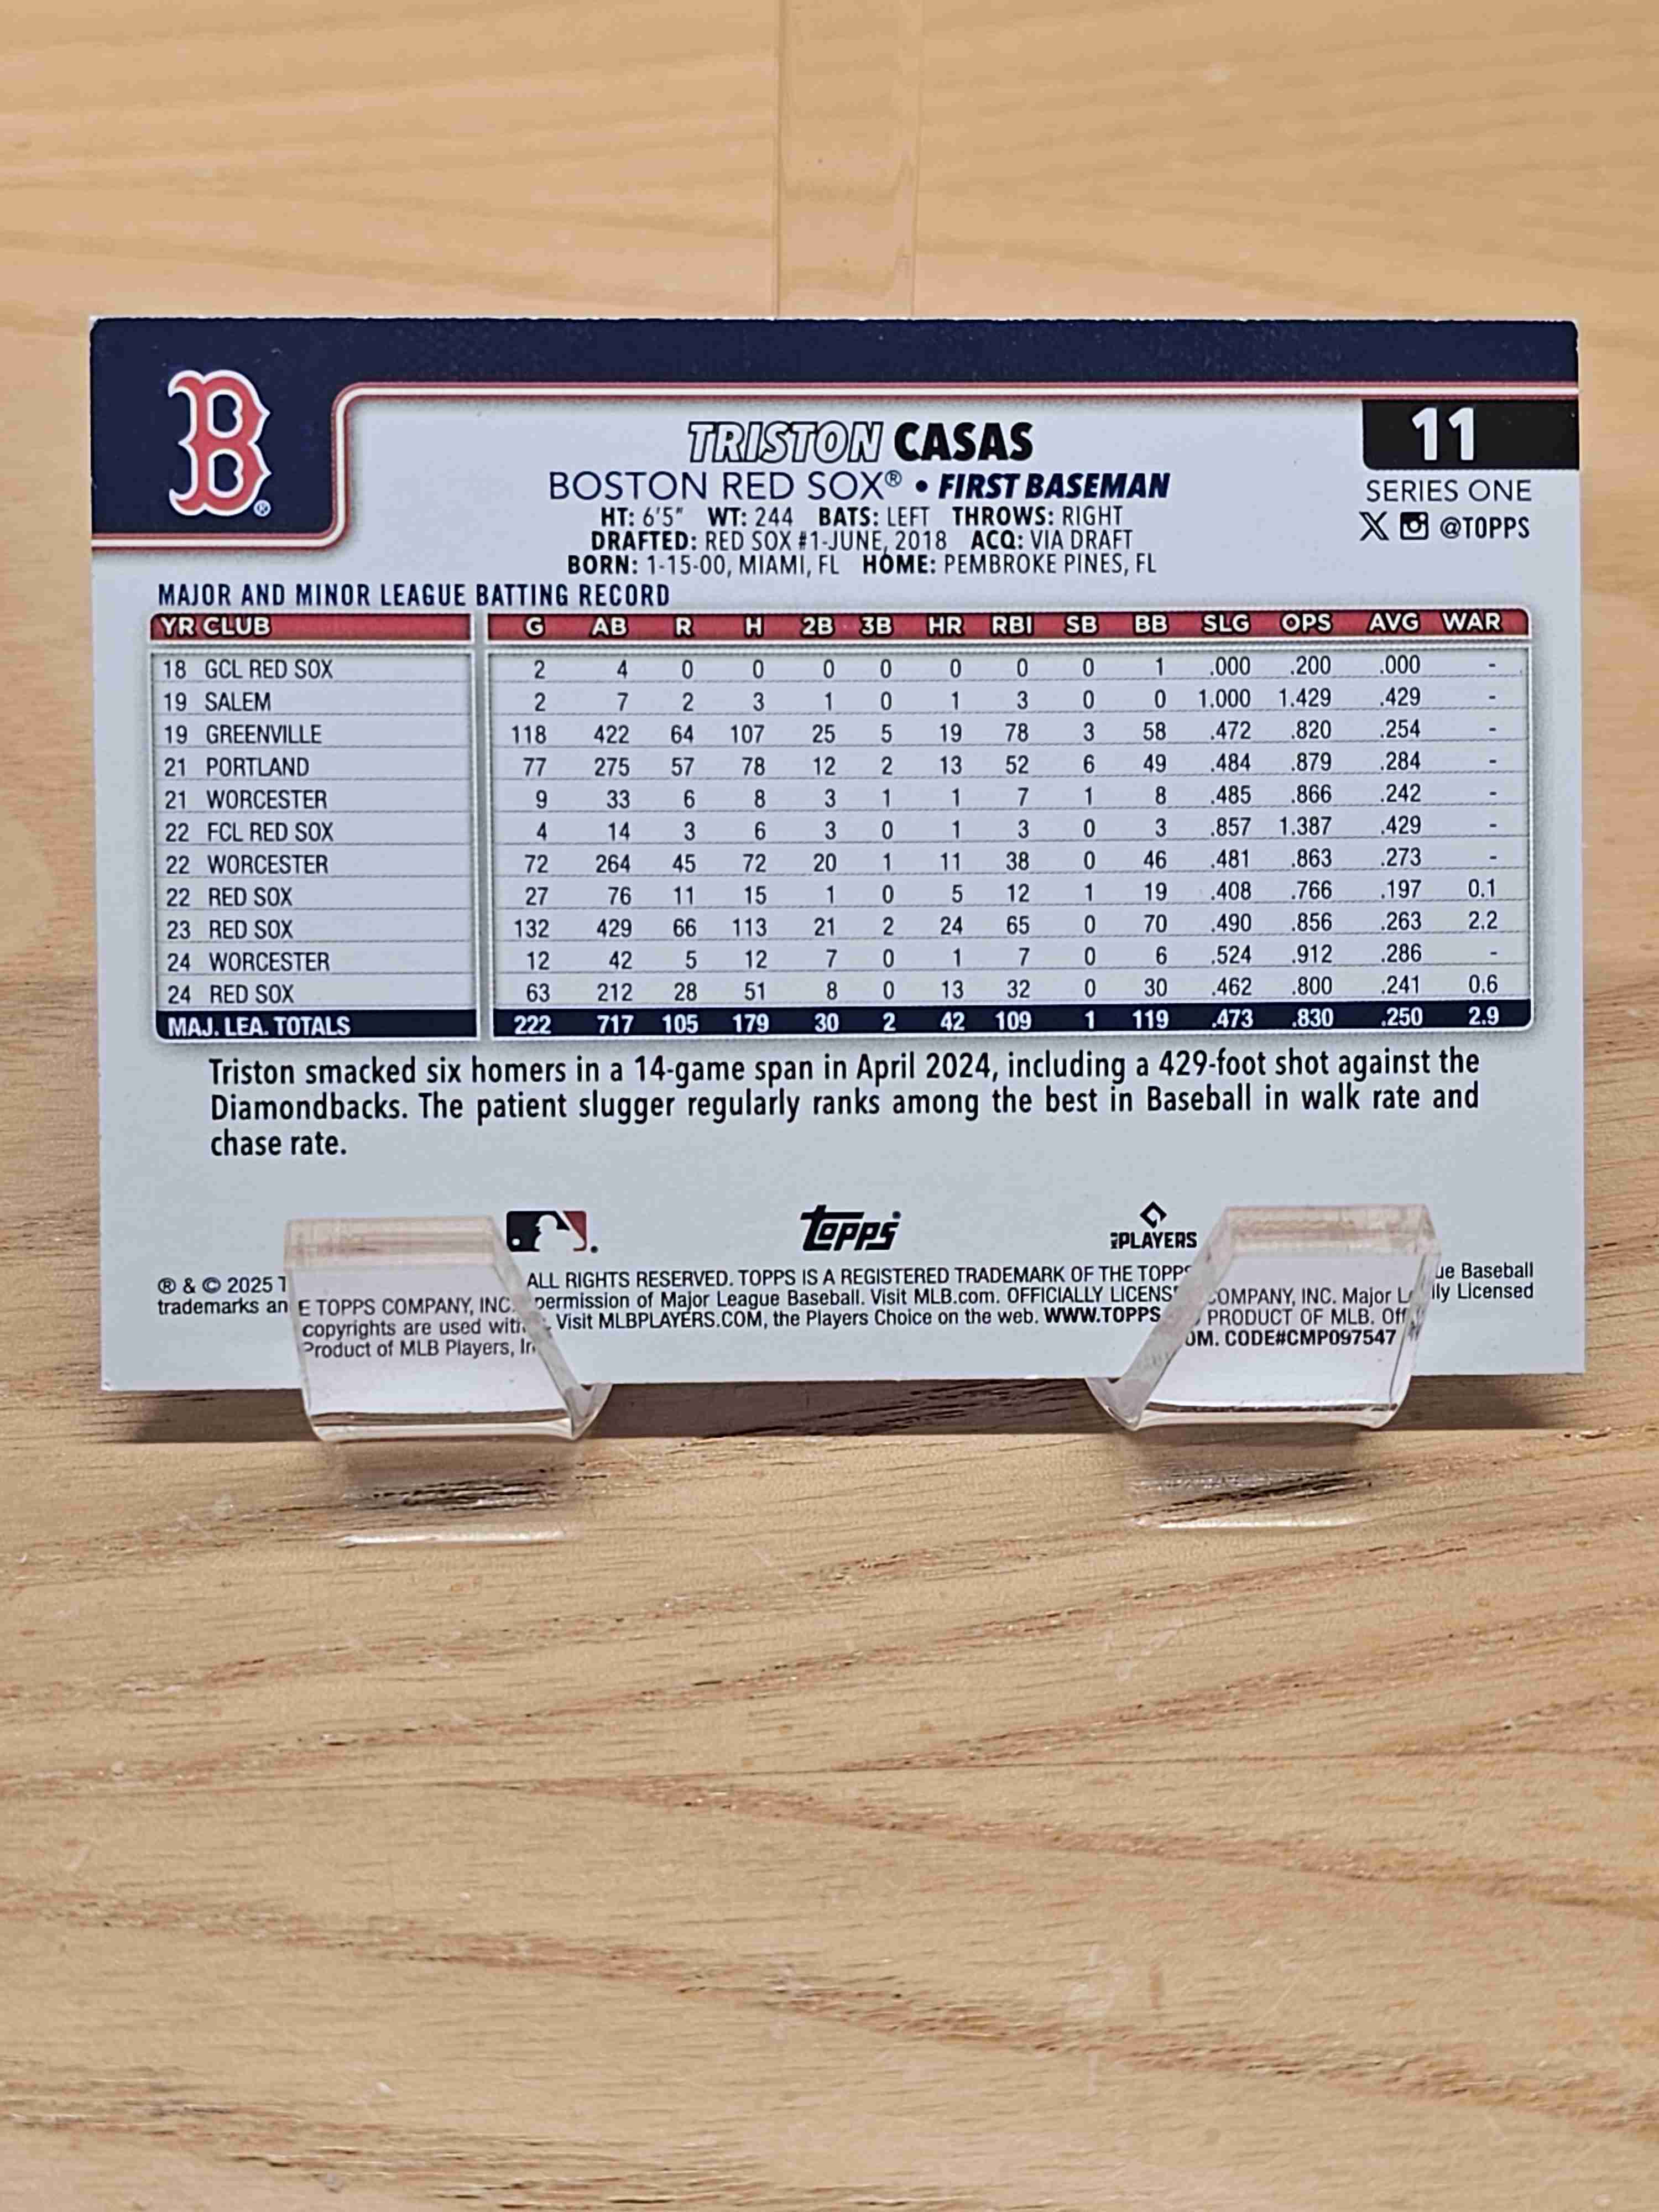 B®
TRISTON CASAS
11
BOSTON RED SOX® • FIRST BASEMAN
SERIES ONE
HT: 6'5" WT: 244 BATS: LEFT THROWS: RIGHT
X @TOPPS
DRAFTED: RED SOX #1-JUNE, 2018 ACQ: VIA DRAFT
BORN: 1-15-00, MIAMI, FL HOME: PEMBROKE PINES, FL
MAJOR AND MINOR LEAGUE BATTING RECORD
YR CLUB G AB R H 2B 3B HR RBI SB BB SLG OPS AVG WAR
18 GCL RED SOX 2 4 0 0 0 0 0 0 0 1 .000 .200 .000 -
19 SALEM 2 7 2 3 1 0 1 3 0 0 1.000 1.429 .429 -
19 GREENVILLE 118 422 64 107 25 5 19 78 3 58 .472 .820 .254 -
21 PORTLAND 77 275 57 78 12 2 13 52 6 49 .484 .879 .284 -
21 WORCESTER 9 33 6 8 3 1 1 7 1 8 .485 .866 .242 -
22 FCL RED SOX 4 14 3 6 3 0 1 3 0 3 .857 1.387 .429 -
22 WORCESTER 72 264 45 72 20 1 11 38 0 46 .481 .863 .273 -
22 RED SOX 27 76 11 15 1 0 5 12 1 19 .408 .766 .197 0.1
23 RED SOX 132 429 66 113 21 2 24 65 0 70 .490 .856 .263 2.2
24 WORCESTER 12 42 5 12 7 0 1 7 0 6 .524 .912 .286 -
24 RED SOX 63 212 28 51 8 0 13 32 0 30 .462 .800 .241 0.6
MAJ. LEA. TOTALS 222 717 105 179 30 2 42 109 1 119 .473 .830 .250 2.9
Triston smacked six homers in a 14-game span in April 2024, including a 429-foot shot against the
Diamondbacks. The patient slugger regularly ranks among the best in Baseball in walk rate and
chase rate.
Topps PLAYERS
® & © 2025 THE TOPPS COMPANY, INC. ALL RIGHTS RESERVED. TOPPS IS A REGISTERED TRADEMARK OF THE TOPPS COMPANY, INC. Major League Baseball
trademarks and copyrights are used with permission of Major League Baseball. Visit MLB.com. OFFICIALLY LICENSED PRODUCT OF MLB. Officially Licensed
Product of MLB Players, Inc. Visit MLBPLAYERS.COM, the Players Choice on the web. WWW.TOPPS.COM. CODE#CMP097547